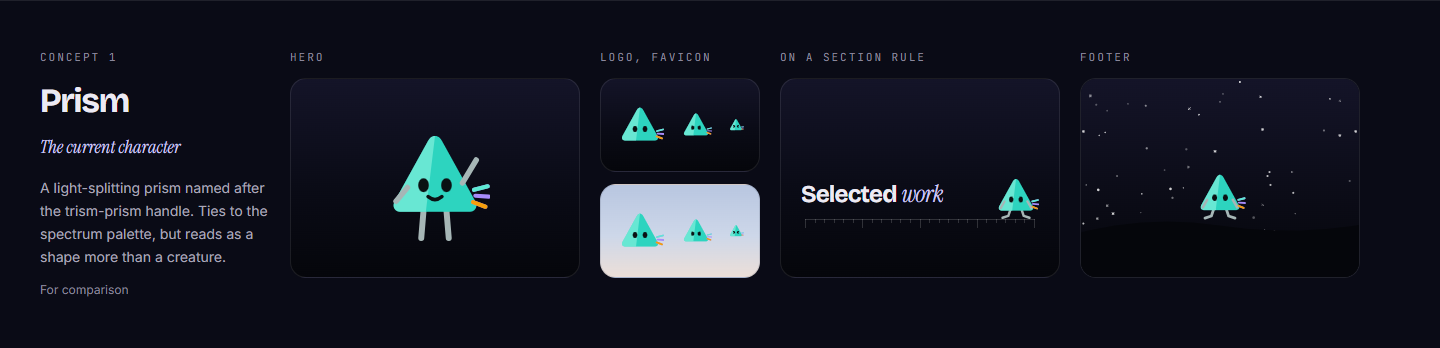 CONCEPT 1
Prism
The current character
A light-splitting prism named after
the trism-prism handle. Ties to the
spectrum palette, but reads as a
shape more than a creature.
For comparison
HERO
LOGO, FAVICON
ON A SECTION RULE
Selected work
FOOTER